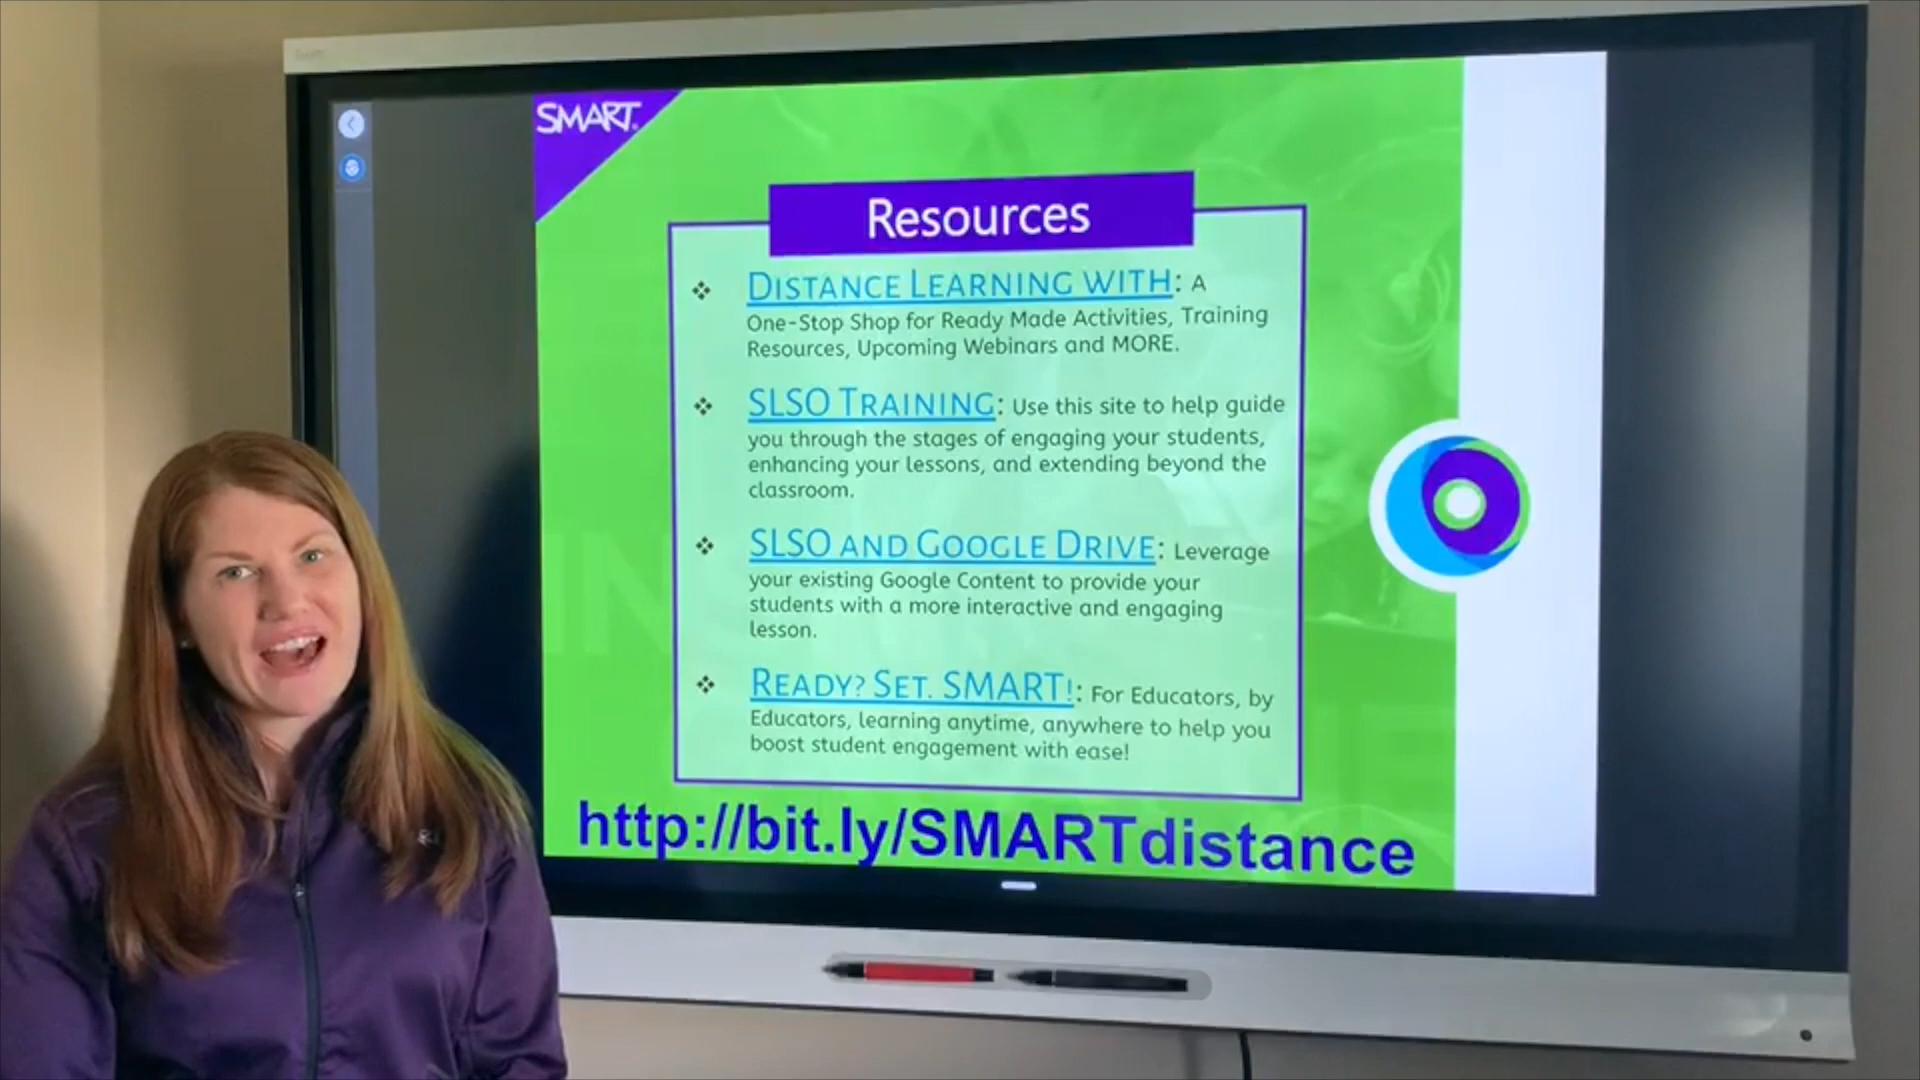 SMART
Resources
❖ DISTANCE LEARNING WITH: A
One-Stop Shop for Ready Made Activities, Training
Resources, Upcoming Webinars and MORE.
❖ SLSO TRAINING: Use this site to help guide
you through the stages of engaging your students,
enhancing your lessons, and extending beyond the
classroom.
❖ SLSO AND GOOGLE DRIVE: Leverage
your existing Google Content to provide your
students with a more interactive and engaging
lesson.
❖ READY? SET. SMART!: For Educators, by
Educators, learning anytime, anywhere to help you
boost student engagement with ease!
http://bit.ly/SMARTdistance